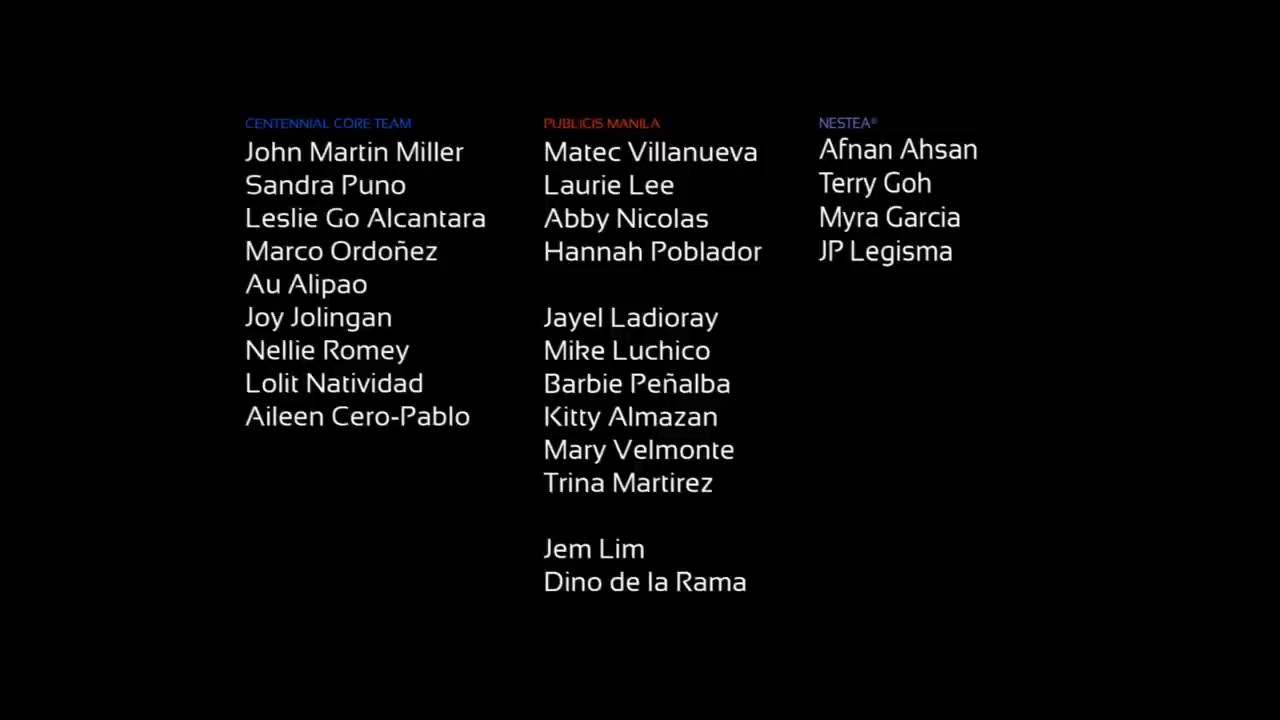 CENTENNIAL CORE TEAM
John Martin Miller
Sandra Puno
Leslie Go Alcantara
Marco Ordoñez
Au Alipao
Joy Jolingan
Nellie Romey
Lolit Natividad
Aileen Cero-Pablo
PUBLICIS MANILA
Matec Villanueva
Laurie Lee
Abby Nicolas
Hannah Poblador
Jayel Ladioray
Mike Luchico
Barbie Peñalba
Kitty Almazan
Mary Velmonte
Trina Martirez
Jem Lim
Dino de la Rama
NESTEA®
Afnan Ahsan
Terry Goh
Myra Garcia
JP Legisma